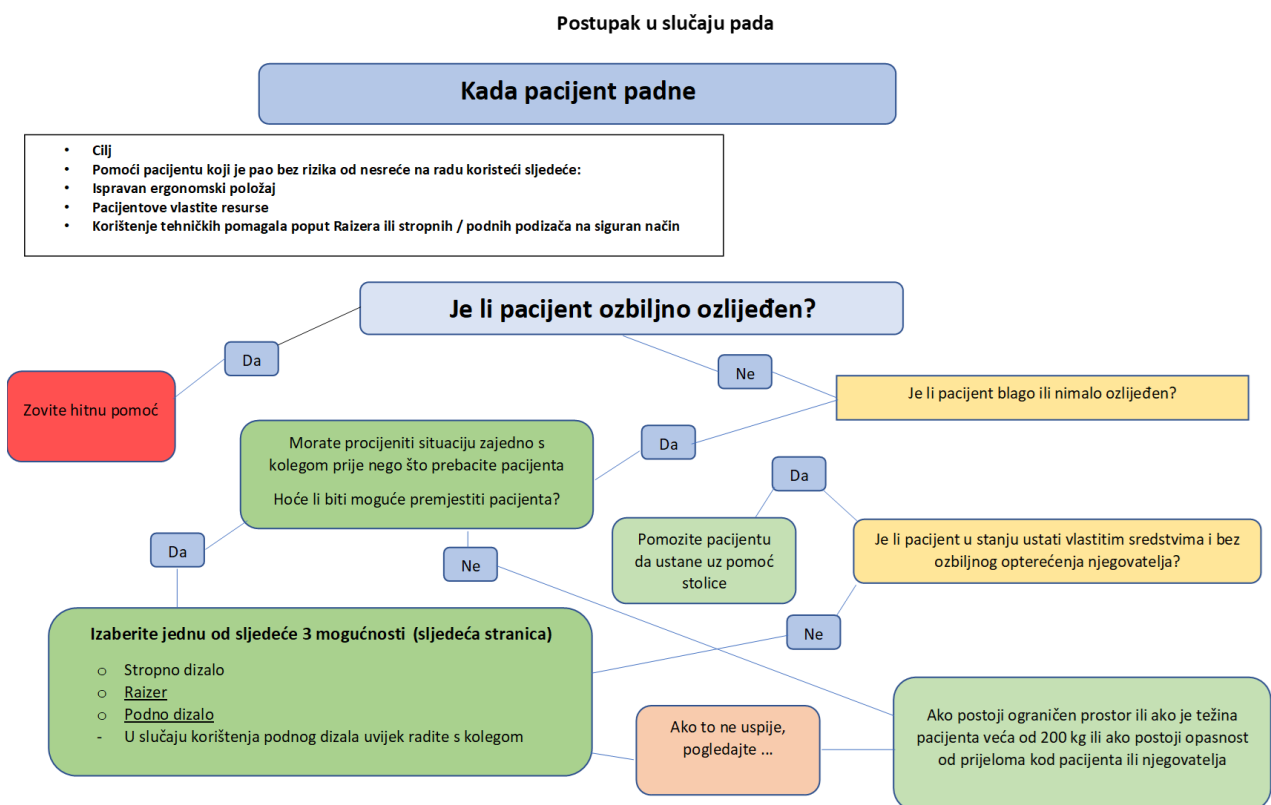 Postupak u slučaju pada
Kada pacijent padne
• Cilj
• Pomoći pacijentu koji je pao bez rizika od nesreće na radu koristeći sljedeće:
• Ispravan ergonomski položaj
• Pacijentove vlastite resurse
• Korištenje tehničkih pomagala poput Raizera ili stropnih / podnih podizača na siguran način
Je li pacijent ozbiljno ozlijeđen?
Da
Ne
Zovite hitnu pomoć
Je li pacijent blago ili nimalo ozlijeđen?
Da
Morate procijeniti situaciju zajedno s
kolegom prije nego što prebacite pacijenta
Hoće li biti moguće premjestiti pacijenta?
Da
Ne
Da
Pomozite pacijentu
da ustane uz pomoć
stolice
Je li pacijent u stanju ustati vlastitim sredstvima i bez
ozbiljnog opterećenja njegovatelja?
Ne
Izaberite jednu od sljedeće 3 mogućnosti (sljedeća stranica)
o Stropno dizalo
o Raizer
o Podno dizalo
- U slučaju korištenja podnog dizala uvijek radite s kolegom
Ako to ne uspije,
pogledajte ...
Ako postoji ograničen prostor ili ako je težina
pacijenta veća od 200 kg ili ako postoji opasnost
od prijeloma kod pacijenta ili njegovatelja